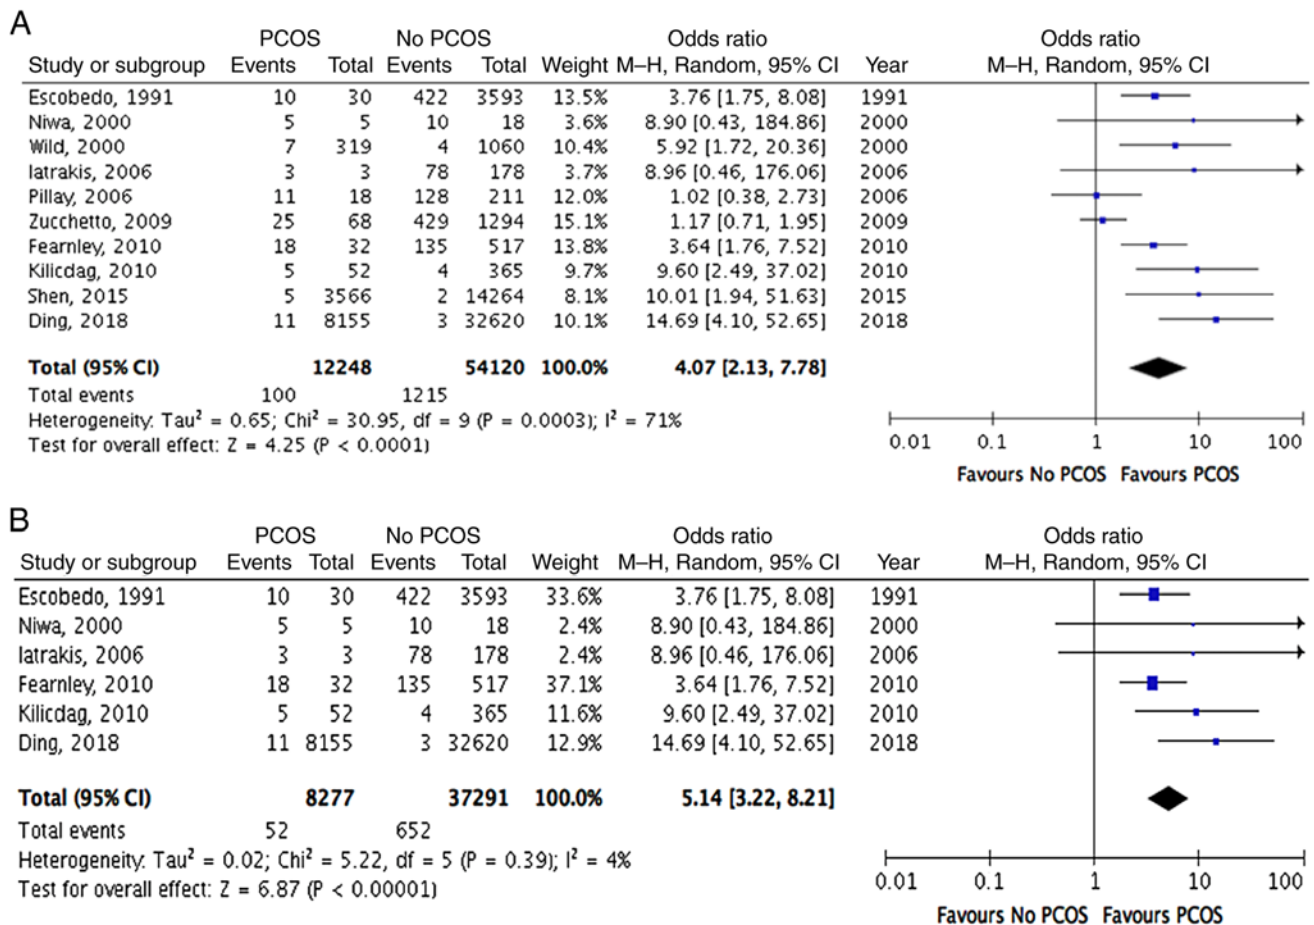 A
PCOS No PCOS Odds ratio Odds ratio
Study or subgroup Events Total Events Total Weight M–H, Random, 95% CI Year M–H, Random, 95% CI
Escobedo, 1991 10 30 422 3593 13.5% 3.76 [1.75, 8.08] 1991
Niwa, 2000 5 5 10 18 3.6% 8.90 [0.43, 184.86] 2000
Wild, 2000 7 319 4 1060 10.4% 5.92 [1.72, 20.36] 2000
Iatrakis, 2006 3 3 78 178 3.7% 8.96 [0.46, 176.06] 2006
Pillay, 2006 11 18 128 211 12.0% 1.02 [0.38, 2.73] 2006
Zucchetto, 2009 25 68 429 1294 15.1% 1.17 [0.71, 1.95] 2009
Fearnley, 2010 18 32 135 517 13.8% 3.64 [1.76, 7.52] 2010
Kilicdag, 2010 5 52 4 365 9.7% 9.60 [2.49, 37.02] 2010
Shen, 2015 5 3566 2 14264 8.1% 10.01 [1.94, 51.63] 2015
Ding, 2018 11 8155 3 32620 10.1% 14.69 [4.10, 52.65] 2018
Total (95% CI) 12248 54120 100.0% 4.07 [2.13, 7.78]
Total events 100 1215
Heterogeneity: Tau² = 0.65; Chi² = 30.95, df = 9 (P = 0.0003); I² = 71%
Test for overall effect: Z = 4.25 (P < 0.0001)
0.01 0.1 1 10 100
Favours No PCOS Favours PCOS
B
PCOS No PCOS Odds ratio Odds ratio
Study or subgroup Events Total Events Total Weight M–H, Random, 95% CI Year M–H, Random, 95% CI
Escobedo, 1991 10 30 422 3593 33.6% 3.76 [1.75, 8.08] 1991
Niwa, 2000 5 5 10 18 2.4% 8.90 [0.43, 184.86] 2000
Iatrakis, 2006 3 3 78 178 2.4% 8.96 [0.46, 176.06] 2006
Fearnley, 2010 18 32 135 517 37.1% 3.64 [1.76, 7.52] 2010
Kilicdag, 2010 5 52 4 365 11.6% 9.60 [2.49, 37.02] 2010
Ding, 2018 11 8155 3 32620 12.9% 14.69 [4.10, 52.65] 2018
Total (95% CI) 8277 37291 100.0% 5.14 [3.22, 8.21]
Total events 52 652
Heterogeneity: Tau² = 0.02; Chi² = 5.22, df = 5 (P = 0.39); I² = 4%
Test for overall effect: Z = 6.87 (P < 0.00001)
0.01 0.1 1 10 100
Favours No PCOS Favours PCOS